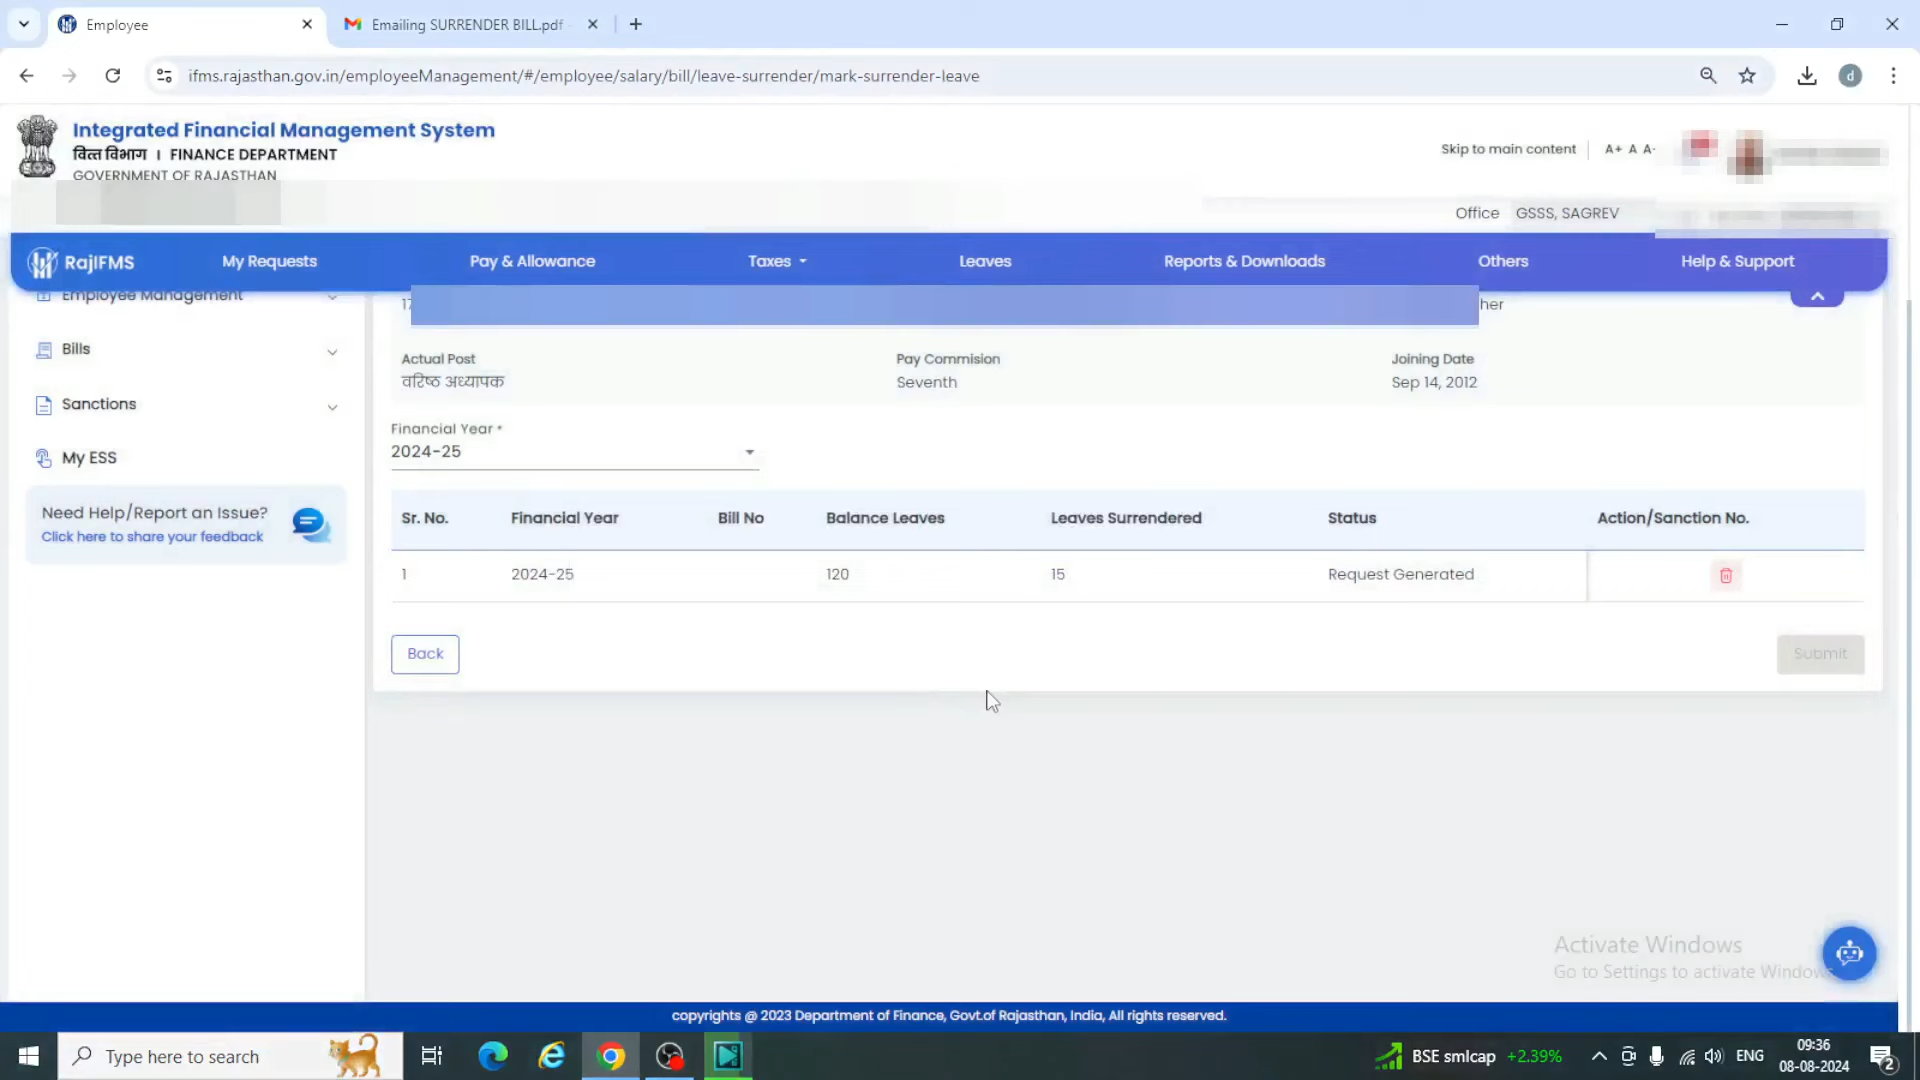 Employee
Emailing SURRENDER BILL.pdf
ifms.rajasthan.gov.in/employeeManagement/#/employee/salary/bill/leave-surrender/mark-surrender-leave
d
Integrated Financial Management System
वित्त विभाग । FINANCE DEPARTMENT
GOVERNMENT OF RAJASTHAN
Skip to main content
A+ A A-
Office GSSS, SAGREV
RajIFMS My Requests Pay & Allowance Taxes Leaves Reports & Downloads Others Help & Support
Employee Management
her
Bills
Actual Post Pay Commision Joining Date
वरिष्ठ अध्यापक Seventh Sep 14, 2012
Sanctions
Financial Year *
2024-25
My ESS
Need Help/Report an Issue?
Click here to share your feedback
Sr. No. Financial Year Bill No Balance Leaves Leaves Surrendered Status Action/Sanction No.
1 2024-25 120 15 Request Generated
Back Submit
Activate Windows
Go to Settings to activate Windows
copyrights @ 2023 Department of Finance, Govt.of Rajasthan, India, All rights reserved.
Type here to search
BSE smlcap +2.39%
ENG
09:36
08-08-2024
2